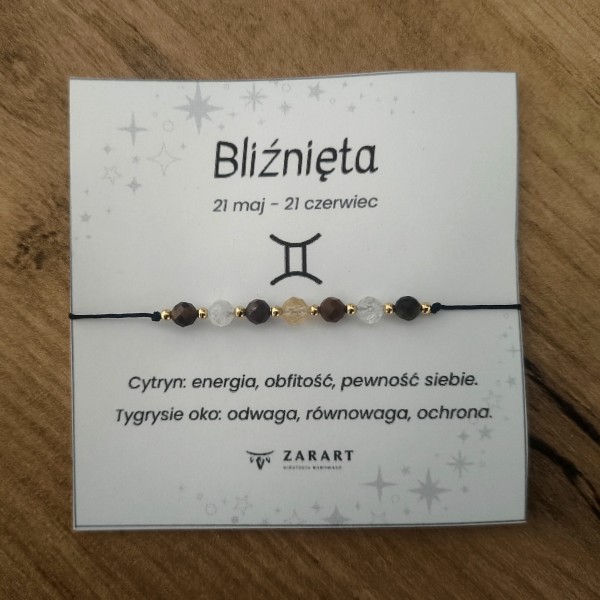 Bliźnięta
21 maj - 21 czerwiec
Cytryn: energia, obfitość, pewność siebie.
Tygrysie oko: odwaga, równowaga, ochrona.
ZARART